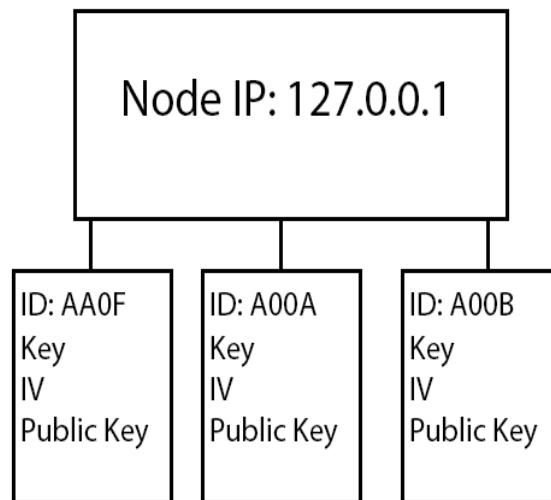 Node IP: 127.0.0.1
ID: AA0F
Key
IV
Public Key
ID: A00A
Key
IV
Public Key
ID: A00B
Key
IV
Public Key